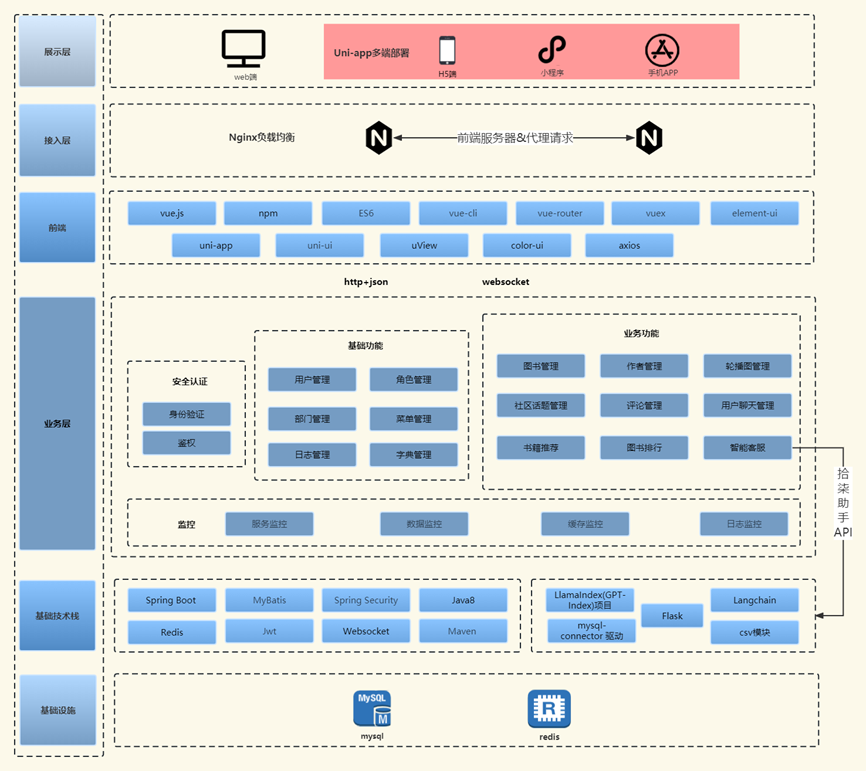 展示层
web端
Uni-app多端部署
H5端
小程序
手机APP
接入层
Nginx负载均衡
N
前端服务器&代理请求
N
前端
vue.js
npm
ES6
vue-cli
vue-router
vuex
element-ui
uni-app
uni-ui
uView
color-ui
axios
http+json
websocket
业务层
安全认证
身份验证
鉴权
基础功能
用户管理
角色管理
部门管理
菜单管理
日志管理
字典管理
业务功能
图书管理
作者管理
轮播图管理
社区话题管理
评论管理
用户聊天管理
书籍推荐
图书排行
智能客服
监控
服务监控
数据监控
缓存监控
日志监控
拾
柒
助
手
API
基础技术栈
Spring Boot
MyBatis
Spring Security
Java8
Redis
Jwt
Websocket
Maven
LlamaIndex(GPT-
Index)项目
mysql-
connector 驱动
Flask
Langchain
csv模块
基础设施
MySQL
M
mysql
R
redis